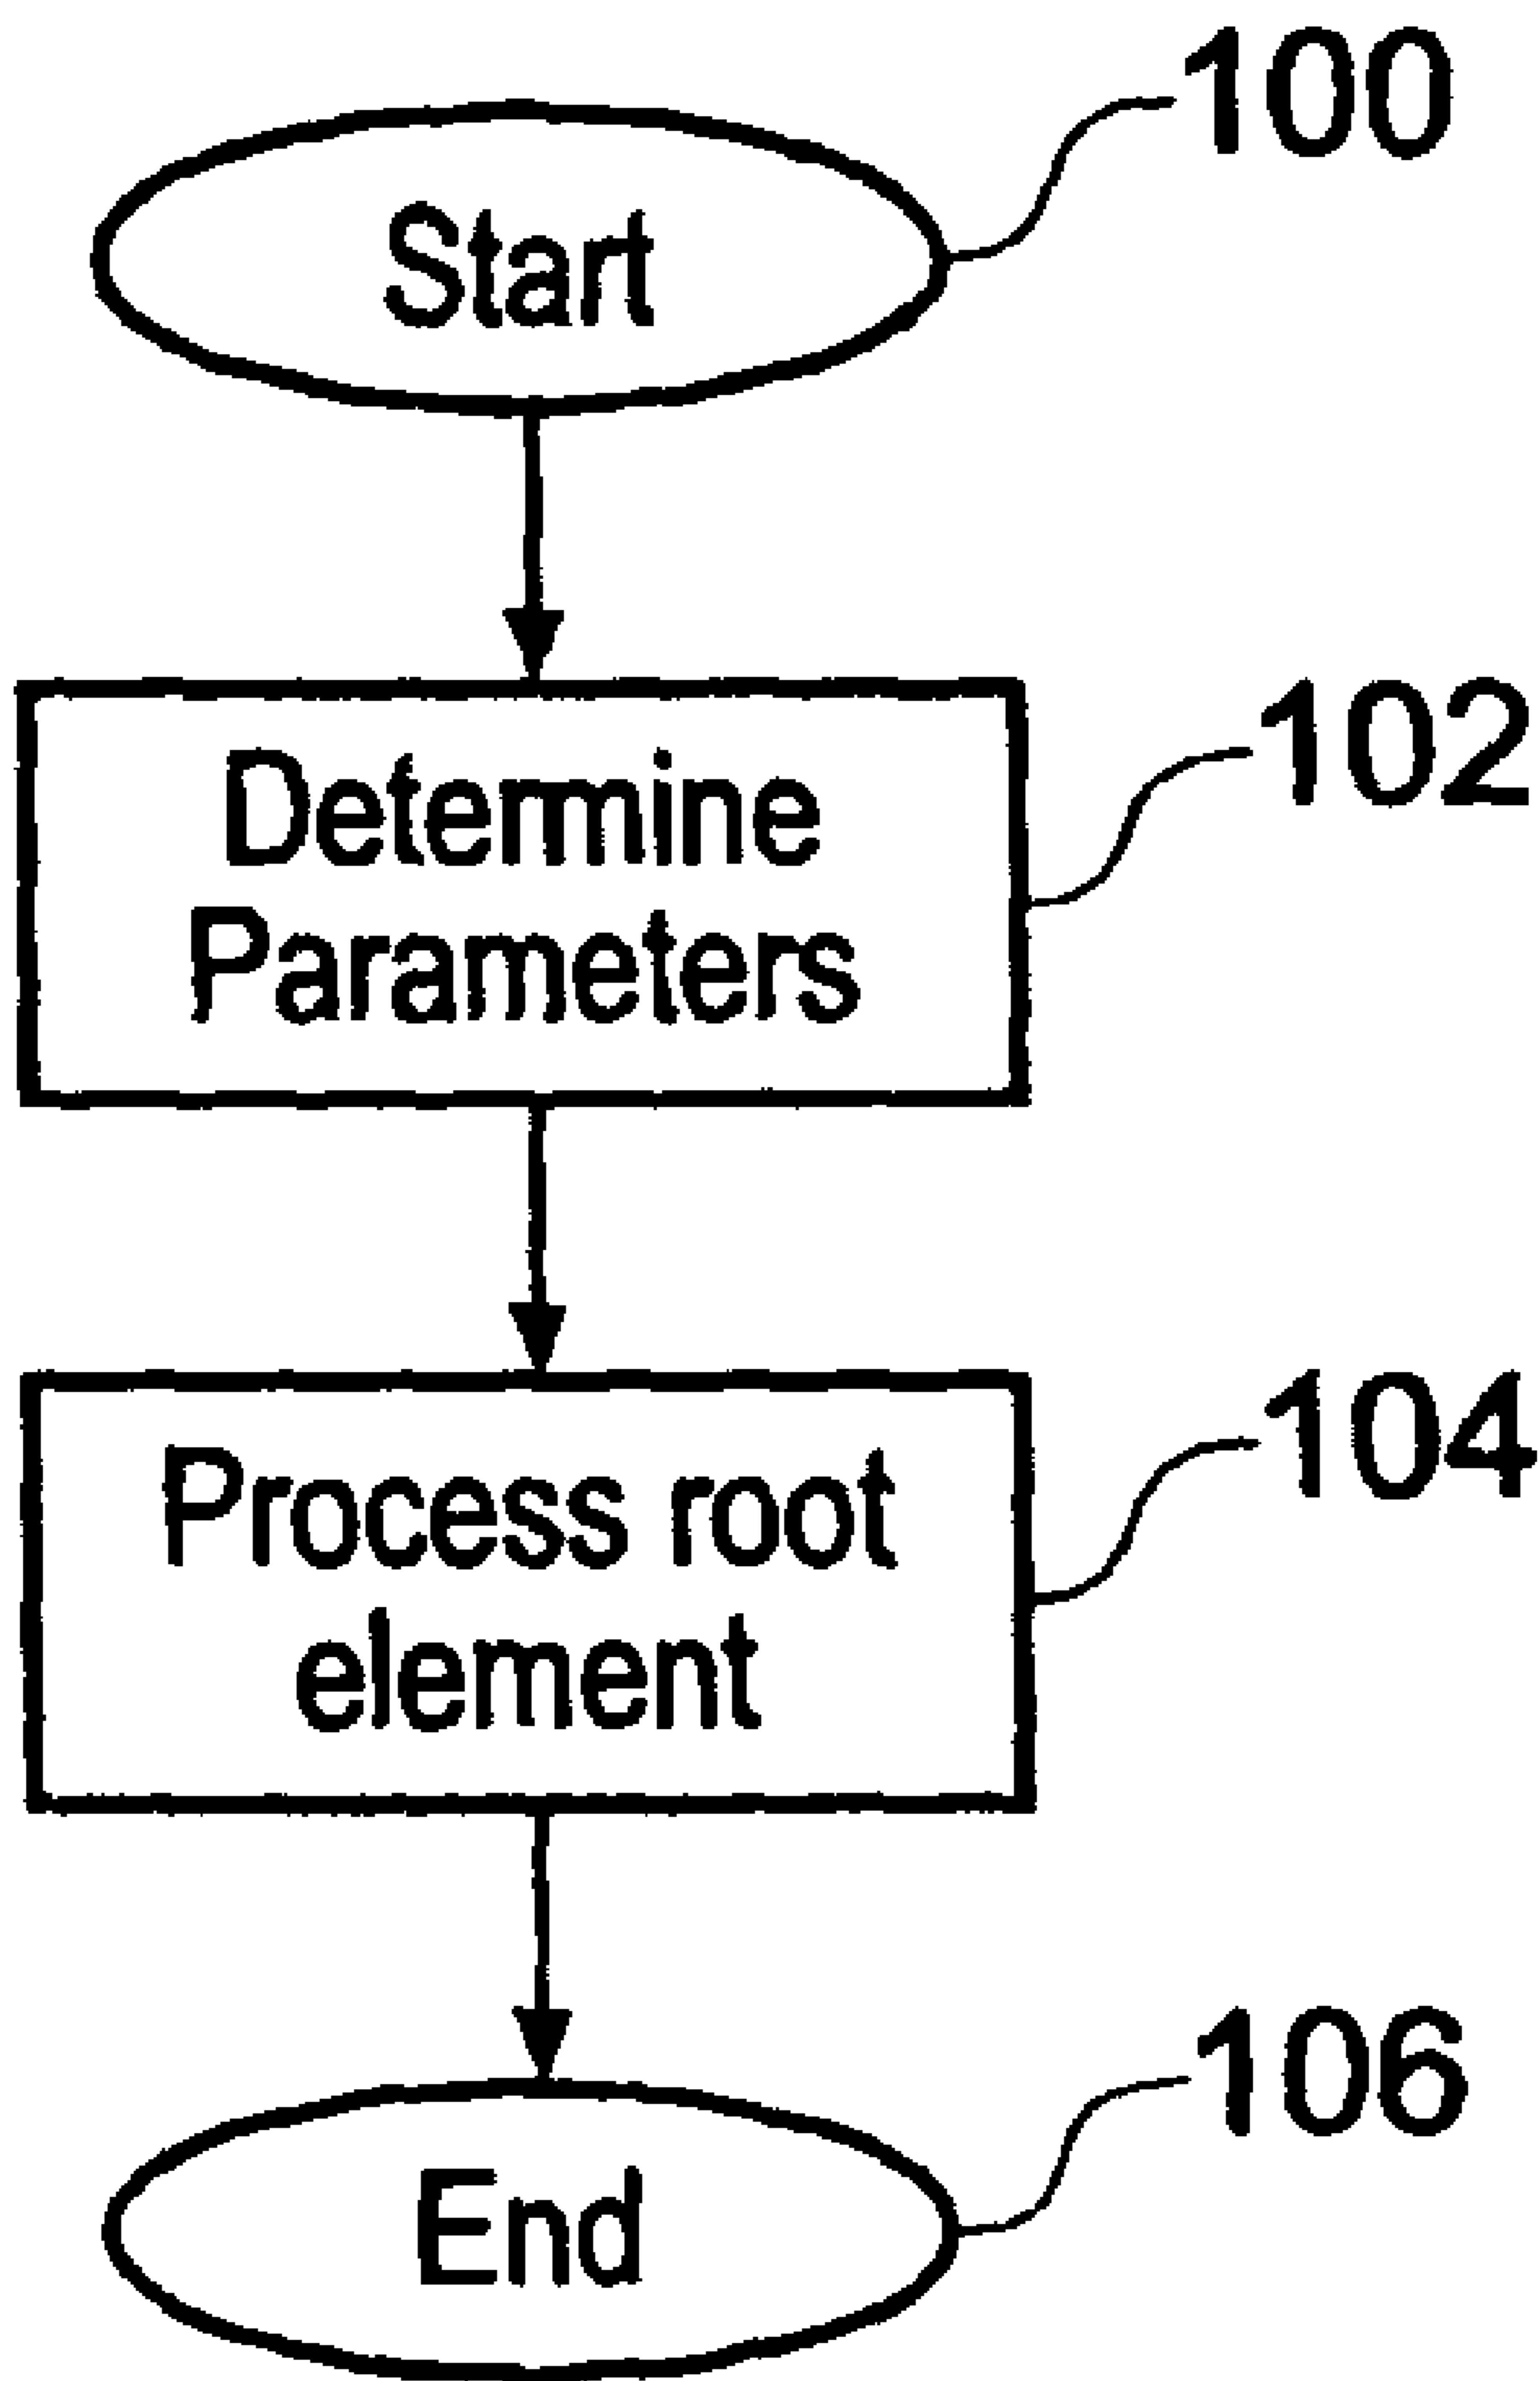 100
Start
102
Determine
Parameters
104
Process root
element
106
End